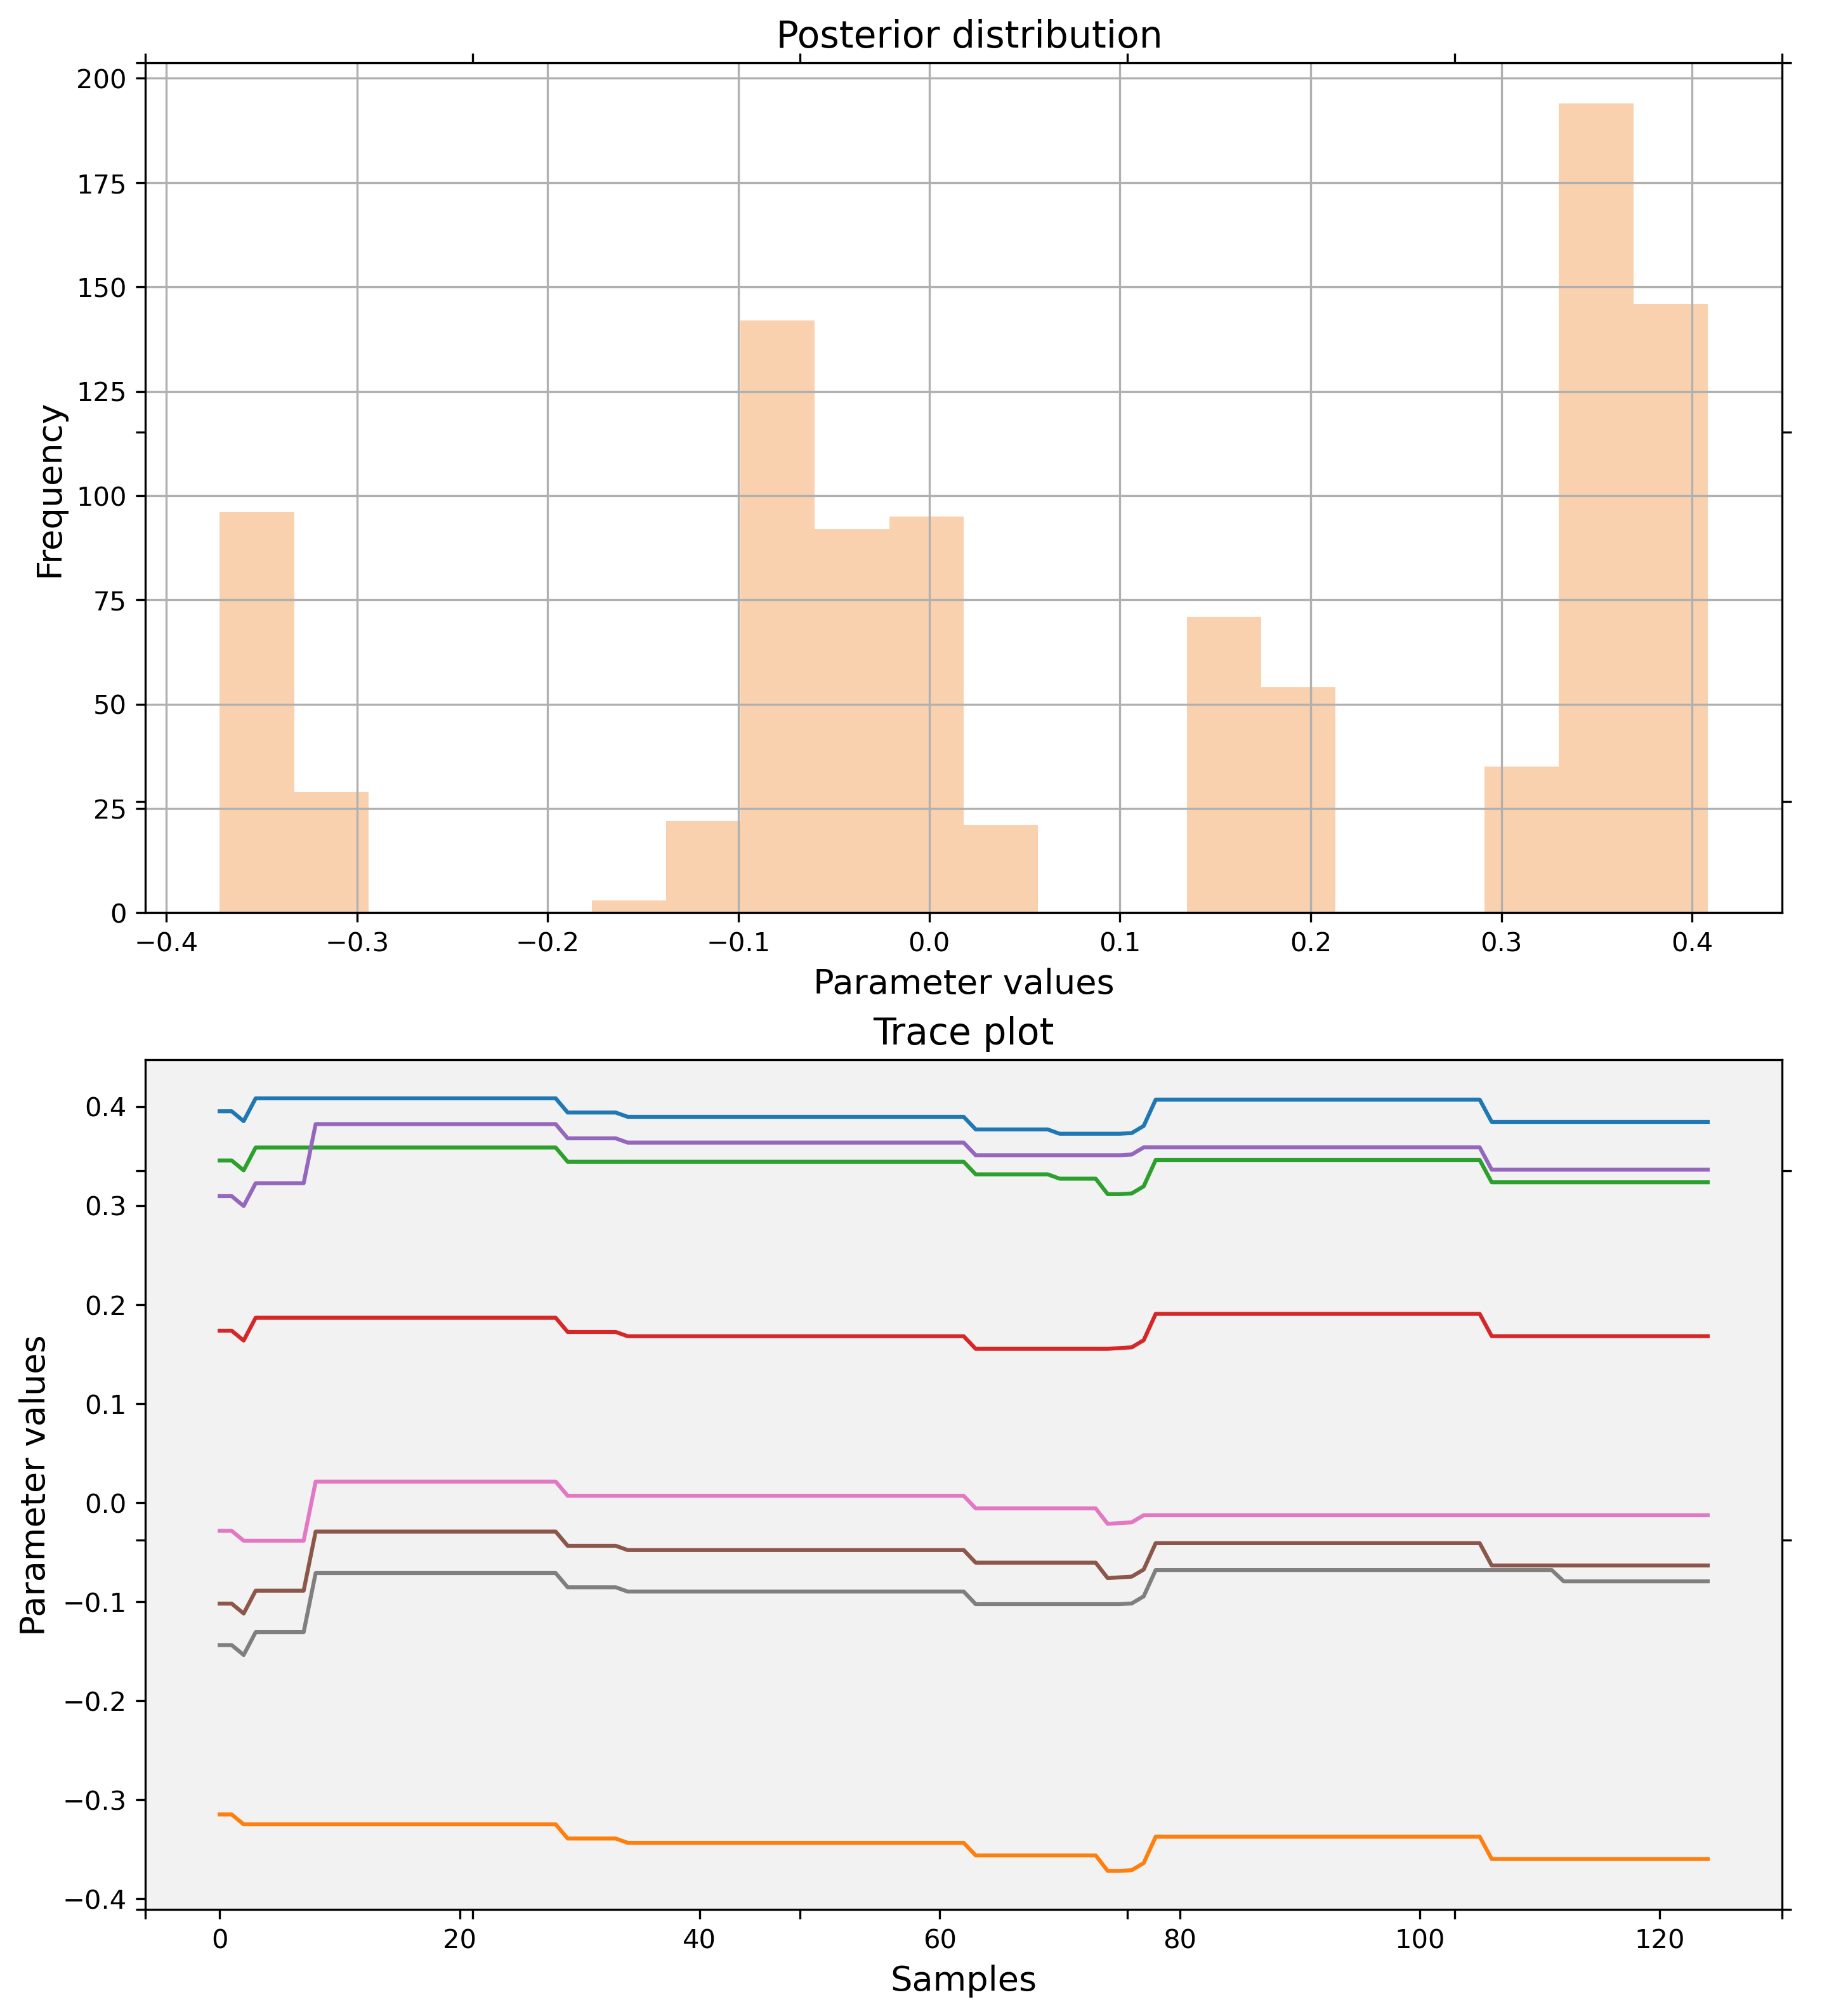 Posterior distribution
200
175
150
125
100
75
50
25
0
Frequency
−0.4 −0.3 −0.2 −0.1 0.0 0.1 0.2 0.3 0.4
Parameter values
Trace plot
0.4
0.3
0.2
0.1
0.0
−0.1
−0.2
−0.3
−0.4
Parameter values
0 20 40 60 80 100 120
Samples